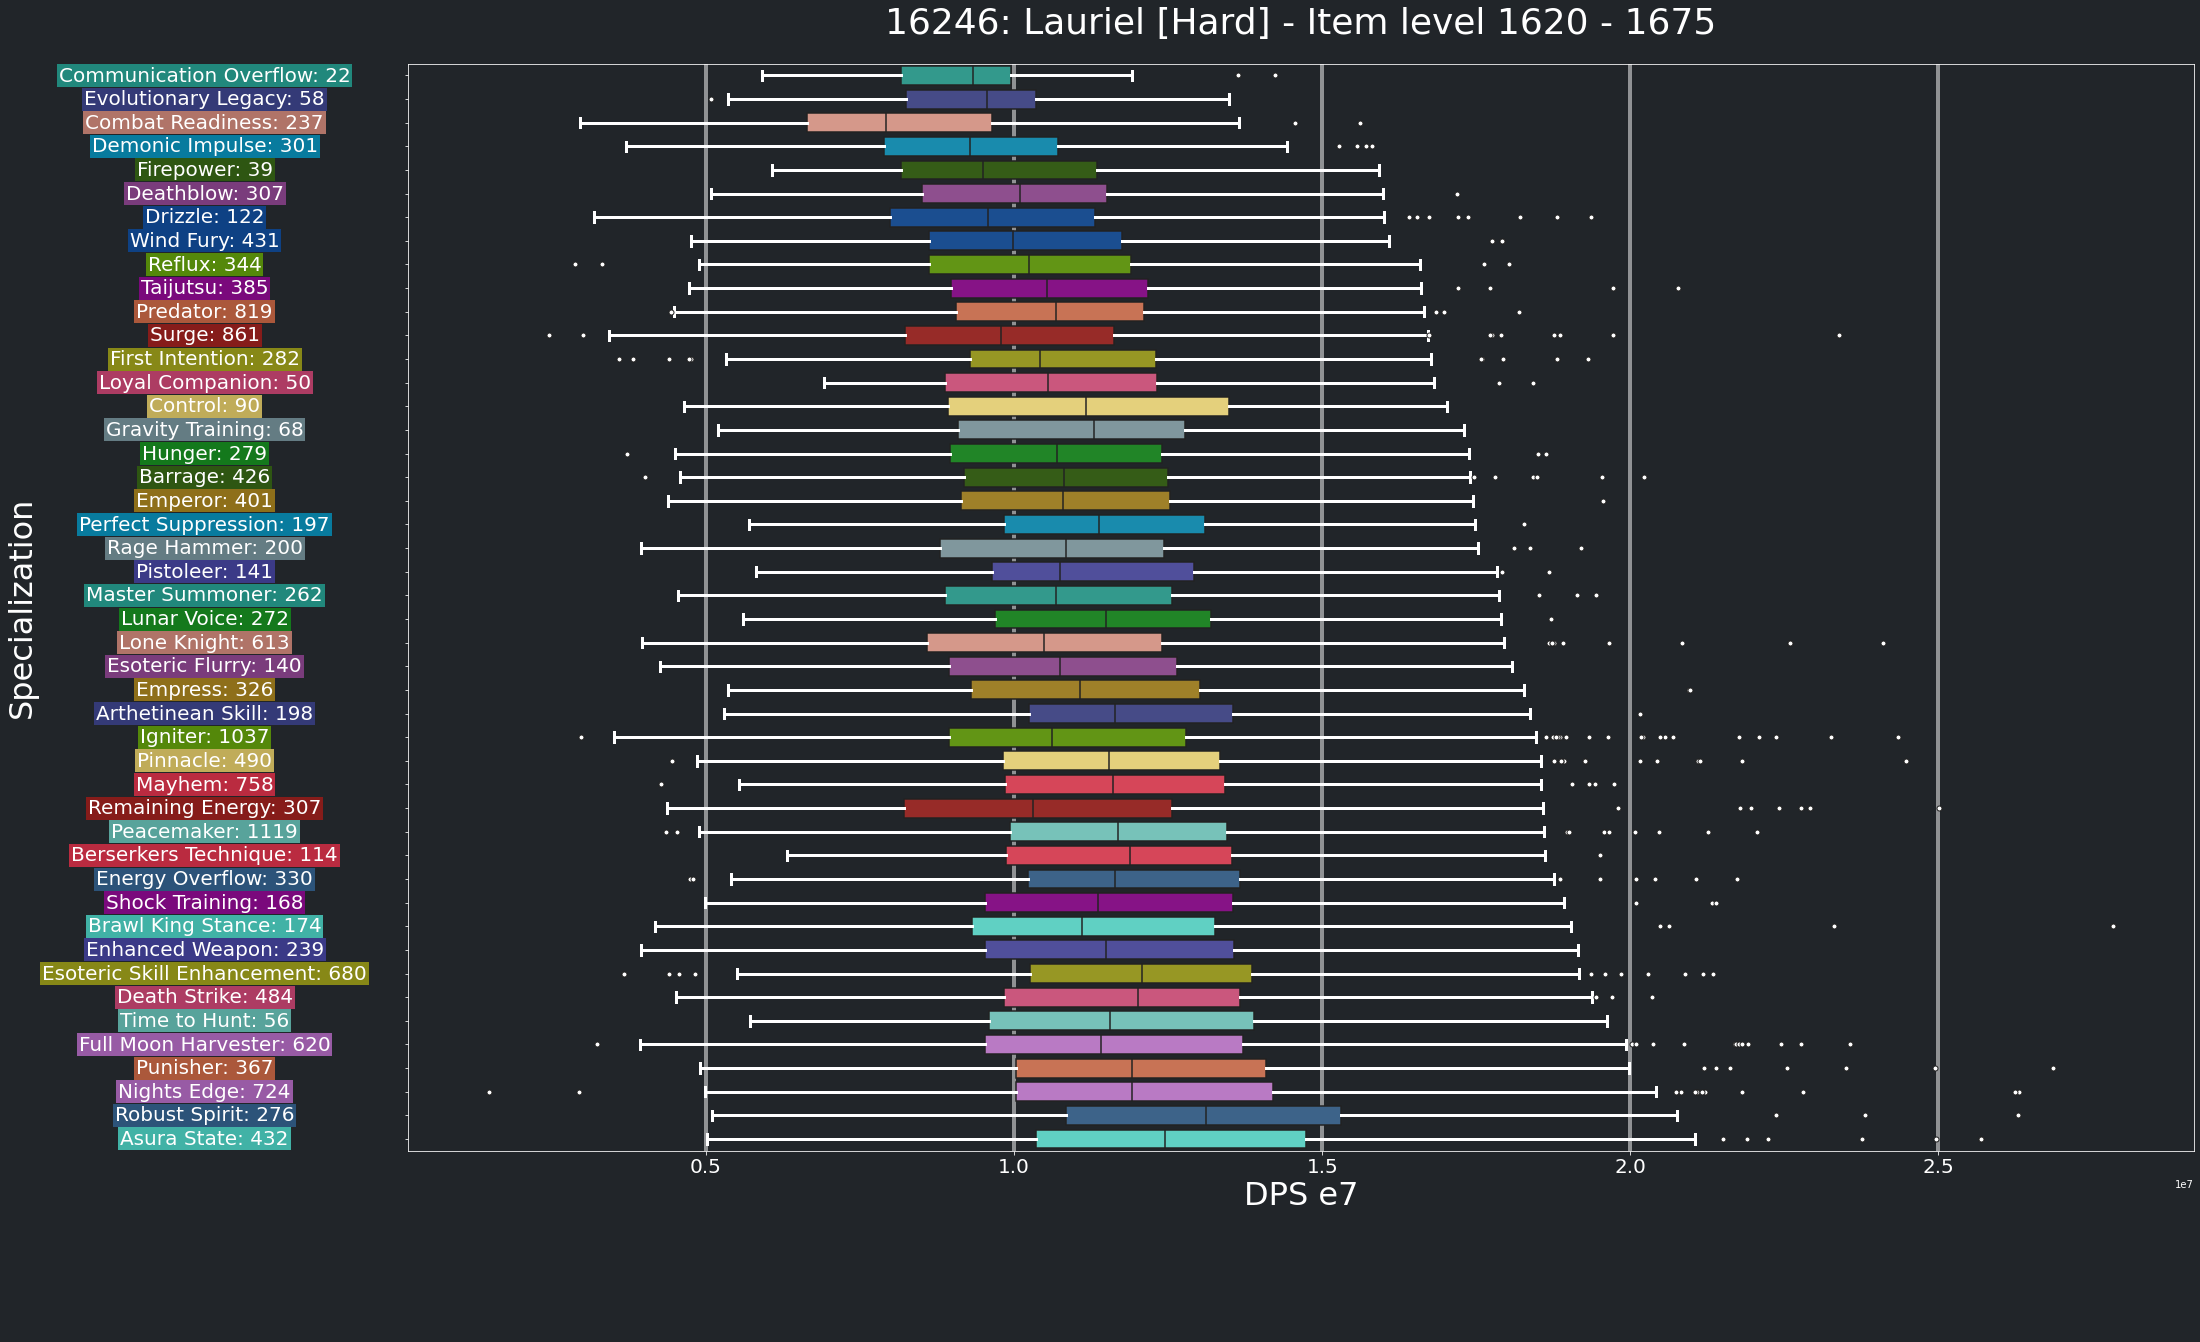 16246: Lauriel [Hard] - Item level 1620 - 1675
Communication Overflow: 22
Evolutionary Legacy: 58
Combat Readiness: 237
Demonic Impulse: 301
Firepower: 39
Deathblow: 307
Drizzle: 122
Wind Fury: 431
Reflux: 344
Taijutsu: 385
Predator: 819
Surge: 861
First Intention: 282
Loyal Companion: 50
Control: 90
Gravity Training: 68
Hunger: 279
Barrage: 426
Emperor: 401
Perfect Suppression: 197
Rage Hammer: 200
Pistoleer: 141
Master Summoner: 262
Lunar Voice: 272
Lone Knight: 613
Esoteric Flurry: 140
Empress: 326
Arthetinean Skill: 198
Igniter: 1037
Pinnacle: 490
Mayhem: 758
Remaining Energy: 307
Peacemaker: 1119
Berserkers Technique: 114
Energy Overflow: 330
Shock Training: 168
Brawl King Stance: 174
Enhanced Weapon: 239
Esoteric Skill Enhancement: 680
Death Strike: 484
Time to Hunt: 56
Full Moon Harvester: 620
Punisher: 367
Nights Edge: 724
Robust Spirit: 276
Asura State: 432
Specialization
0.5 1.0 1.5 2.0 2.5
DPS e7
1e7